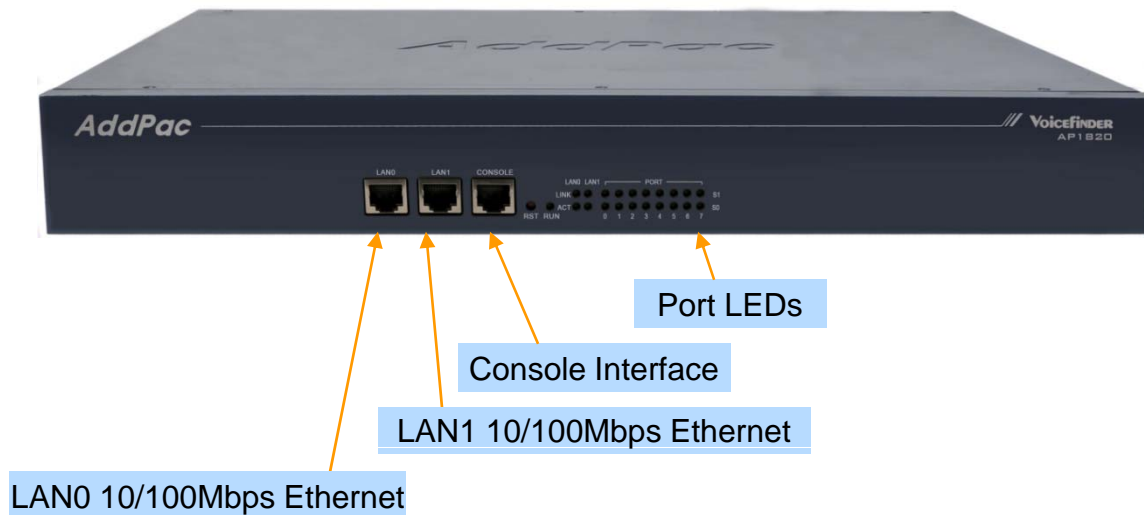 AddPac
AddPac
VOICEFINDER
AP1820
LAN0 LAN1 CONSOLE
LAN0 LAN1 PORT
LINK S1
ACT S0
RST RUN 0 1 2 3 4 5 6 7
Port LEDs
Console Interface
LAN1 10/100Mbps Ethernet
LAN0 10/100Mbps Ethernet